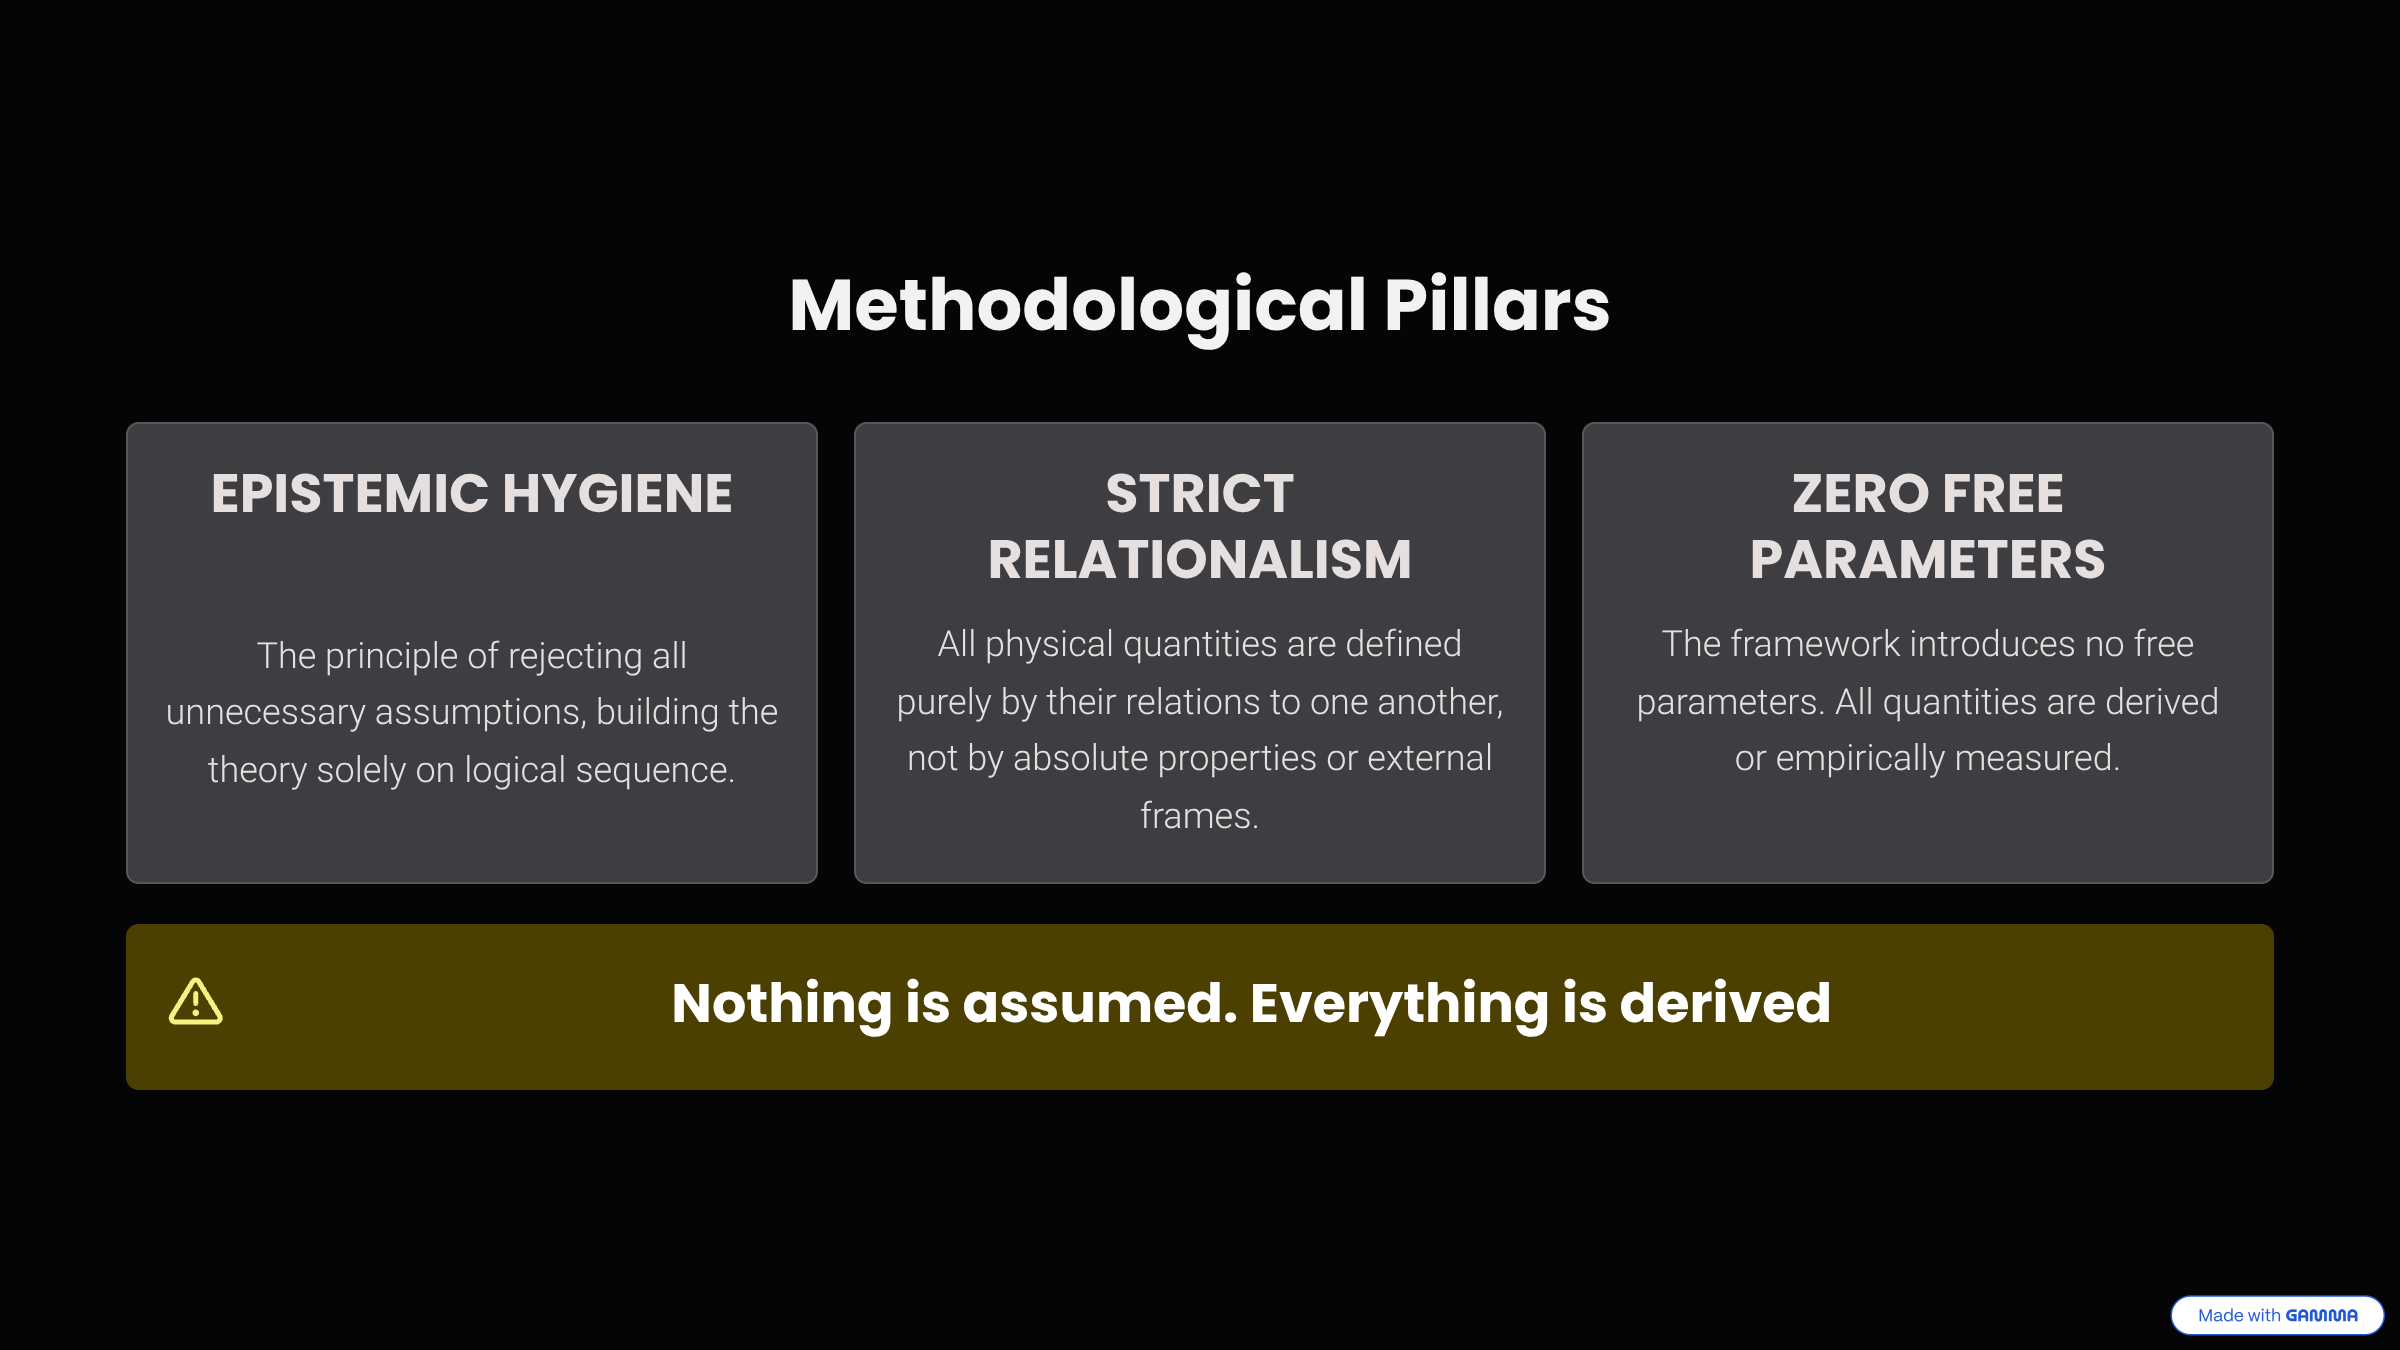 Methodological Pillars
EPISTEMIC HYGIENE
The principle of rejecting all
unnecessary assumptions, building the
theory solely on logical sequence.
STRICT
RELATIONALISM
All physical quantities are defined
purely by their relations to one another,
not by absolute properties or external
frames.
ZERO FREE
PARAMETERS
The framework introduces no free
parameters. All quantities are derived
or empirically measured.
Nothing is assumed. Everything is derived
Made with GAMMA